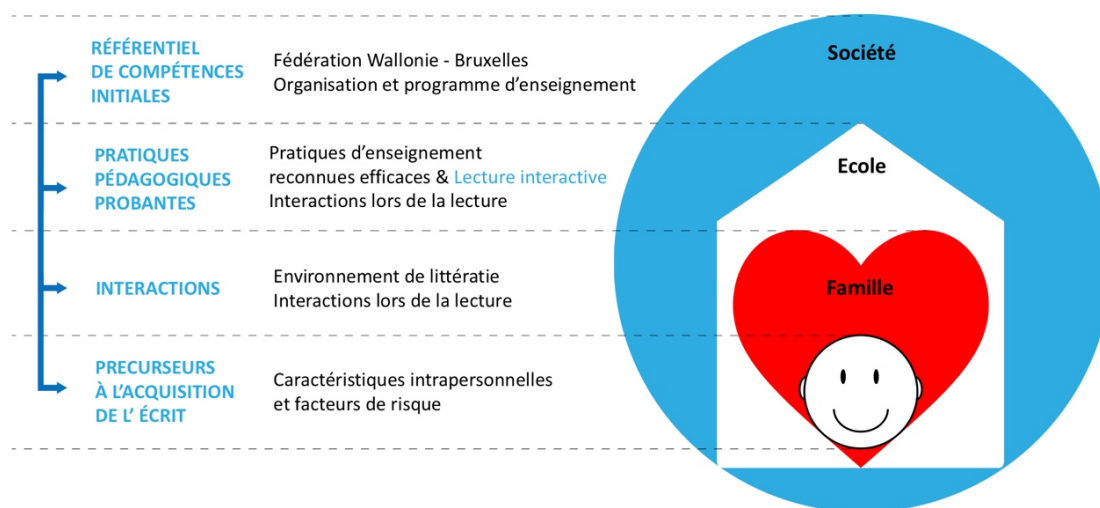 RÉFÉRENTIEL
DE COMPÉTENCES
INITIALES
Fédération Wallonie - Bruxelles
Organisation et programme d’enseignement
Société
PRATIQUES
PÉDAGOGIQUES
PROBANTES
Pratiques d’enseignement
reconnues efficaces & Lecture interactive
Interactions lors de la lecture
Ecole
INTERACTIONS
Environnement de littératie
Interactions lors de la lecture
Famille
PRECURSEURS
À L’ACQUISITION
DE L’ ÉCRIT
Caractéristiques intrapersonnelles
et facteurs de risque